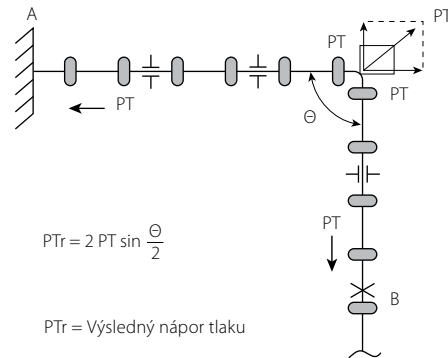 A
PT
PT
PT
PT
Θ
PT
B
PTr = 2 PT sin Θ/2
PTr = Výsledný nápor tlaku